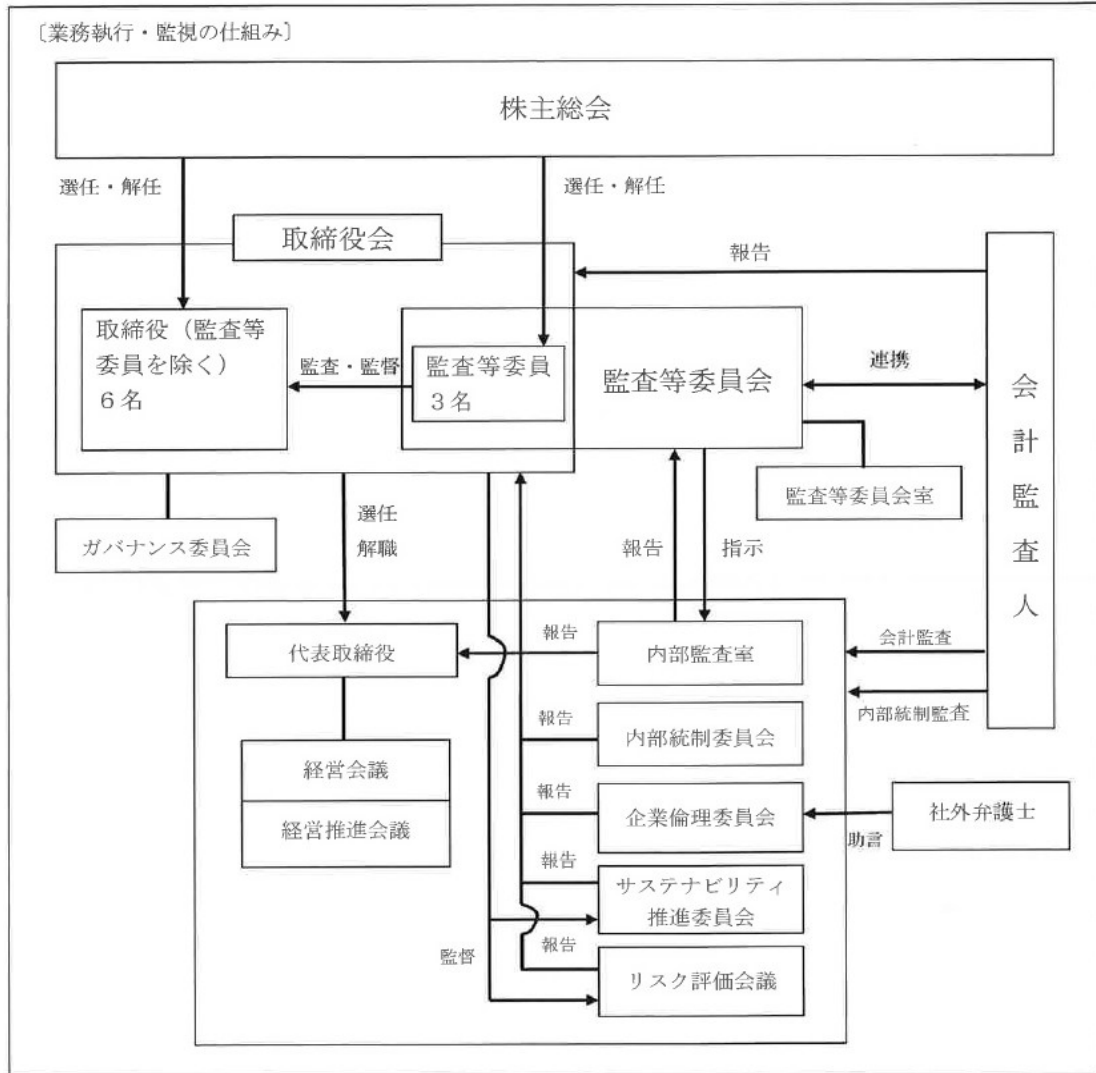 〔業務執行・監視の仕組み〕
株主総会
選任・解任
選任・解任
取締役会
報告
取締役（監査等
委員を除く）
６名
監査・監督
監査等委員
３名
監査等委員会
連携
会計監査人
監査等委員会室
ガバナンス委員会
選任
解職
報告
指示
代表取締役
報告
内部監査室
会計監査
内部統制監査
報告
内部統制委員会
経営会議
経営推進会議
報告
企業倫理委員会
助言
社外弁護士
報告
サステナビリティ
推進委員会
監督
報告
リスク評価会議